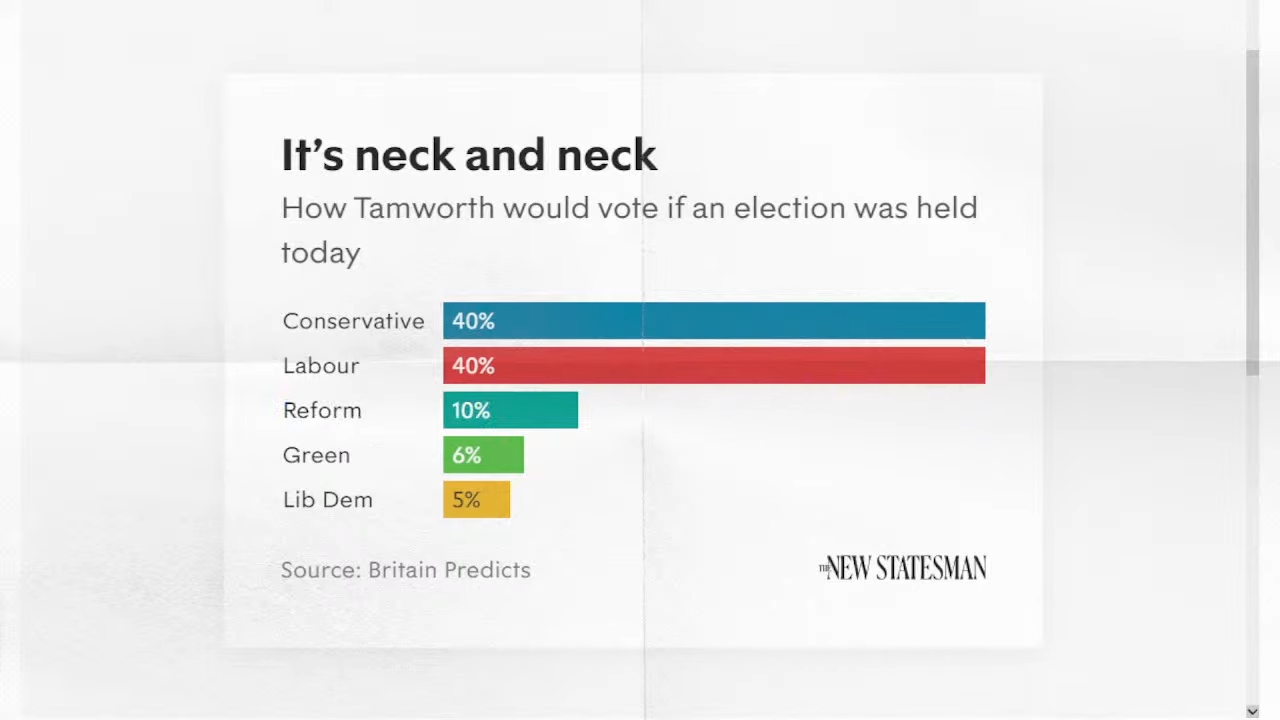 It's neck and neck
How Tamworth would vote if an election was held
today
Conservative 40%
Labour 40%
Reform 10%
Green 6%
Lib Dem 5%
Source: Britain Predicts
THE NEW STATESMAN